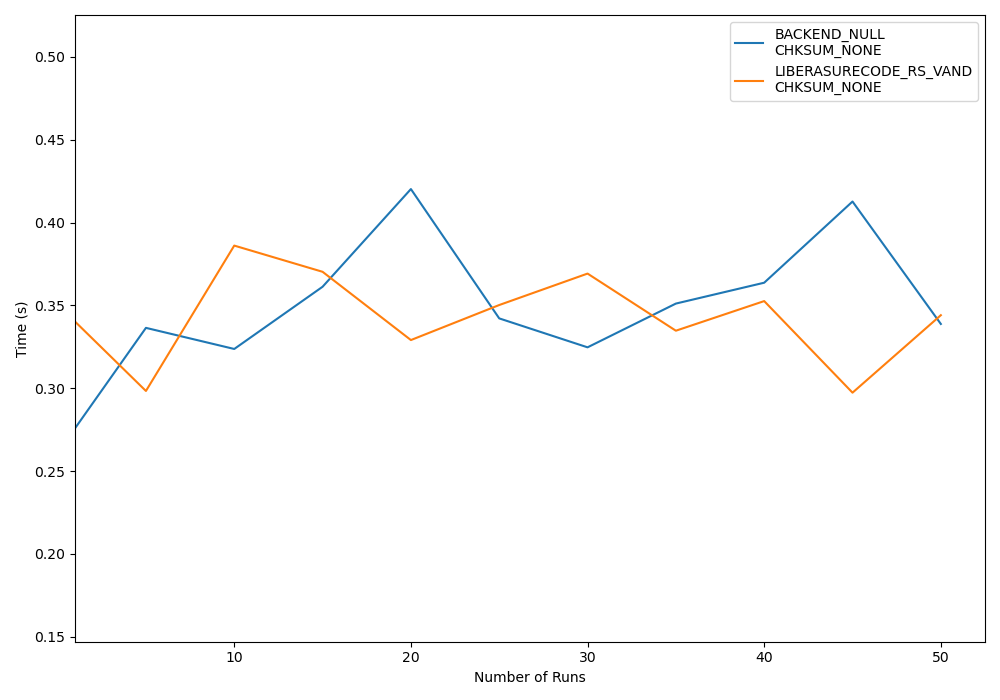 BACKEND_NULL
CHKSUM_NONE
LIBERASURECODE_RS_VAND
CHKSUM_NONE
0.50
0.45
0.40
0.35
0.30
0.25
0.20
0.15
Time (s)
10 20 30 40 50
Number of Runs